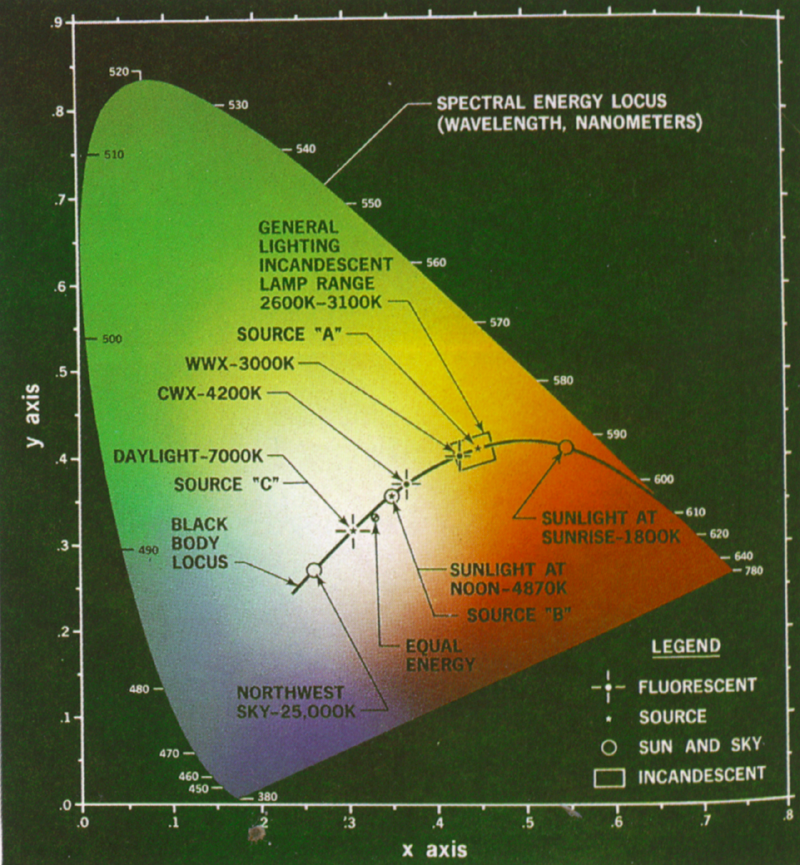 .9
520
.8
530
SPECTRAL ENERGY LOCUS
(WAVELENGTH, NANOMETERS)
510
540
.7
550
GENERAL
LIGHTING
INCANDESCENT
LAMP RANGE
2600K-3100K
560
.6
SOURCE "A"
570
500
WWX-3000K
.5
580
CWX-4200K
y axis
590
DAYLIGHT-7000K
.4
SOURCE "C"
600
BLACK
BODY
LOCUS
610
SUNLIGHT AT
SUNRISE-1800K
620
490
.3
640
780
SUNLIGHT AT
NOON-4870K
SOURCE "B"
.2
EQUAL
ENERGY
LEGEND
480
NORTHWEST
SKY-25,000K
FLUORESCENT
.1
SOURCE
470
SUN AND SKY
460
450
INCANDESCENT
380
.0
.0 .1 .2 .3 .4 .5 .6 .7 .8
x axis